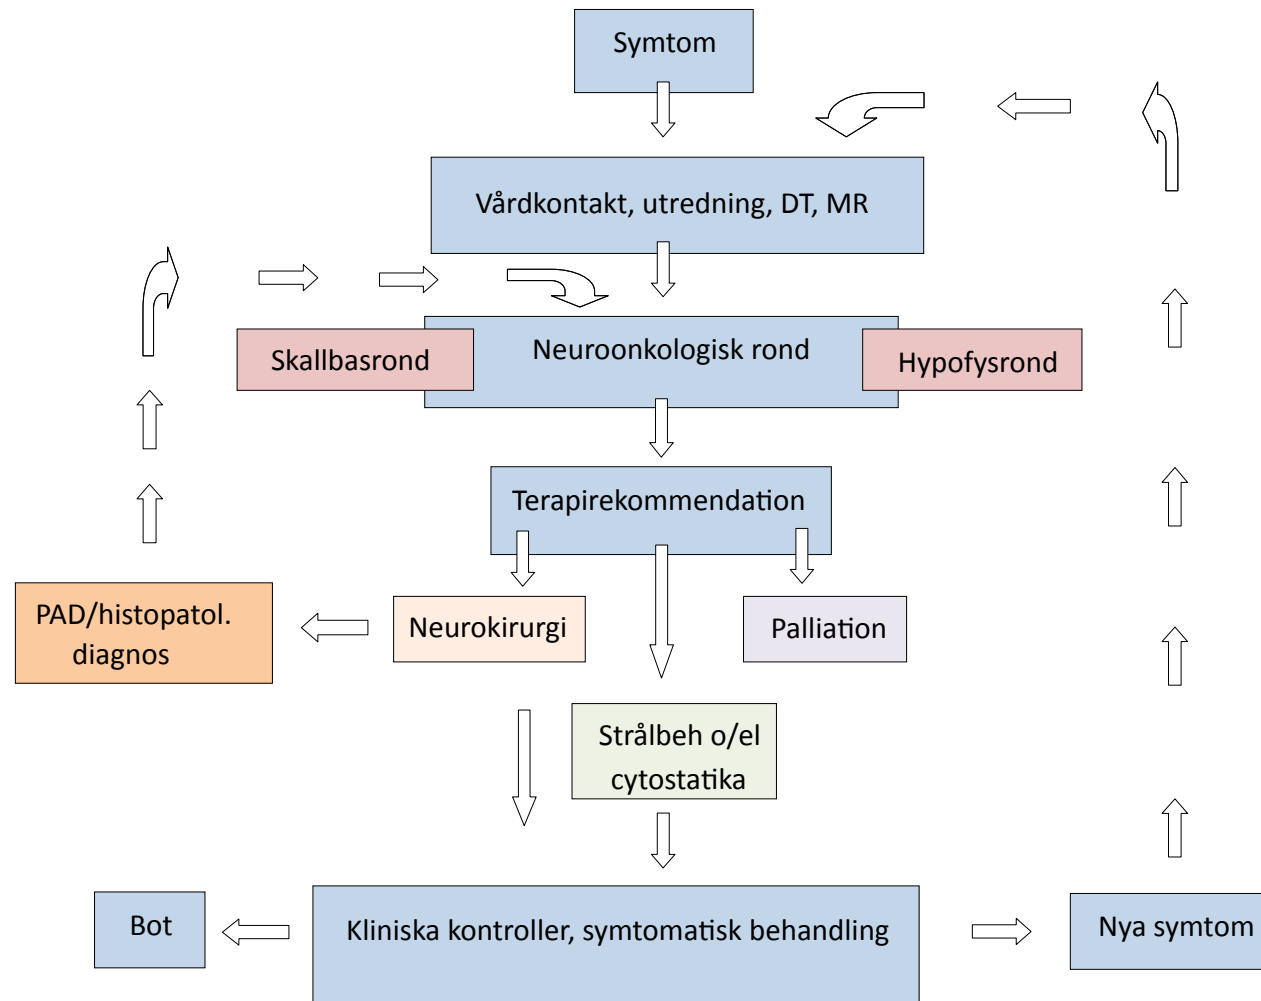 Symtom
Vårdkontakt, utredning, DT, MR
Skallbasrond
Neuroonkologisk rond
Hypofysrond
Terapirekommendation
PAD/histopatol.
diagnos
Neurokirurgi
Palliation
Strålbeh o/el
cytostatika
Bot
Kliniska kontroller, symtomatisk behandling
Nya symtom